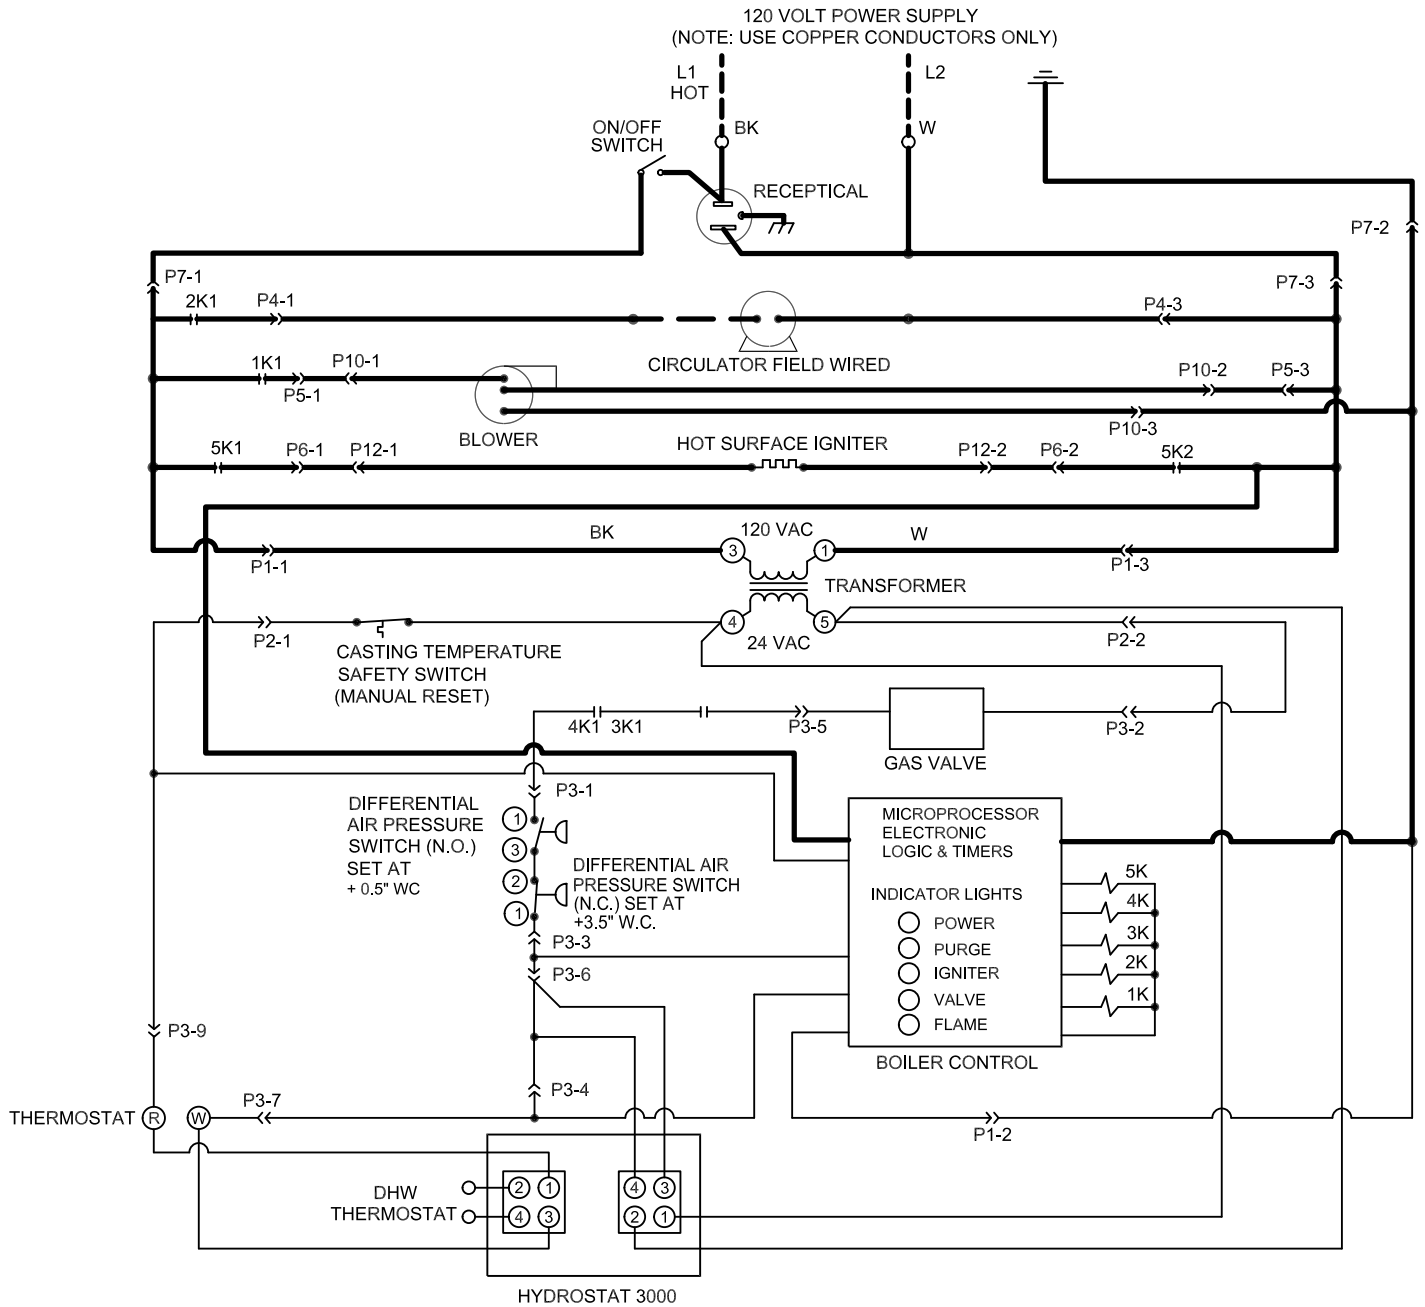 120 VOLT POWER SUPPLY
(NOTE: USE COPPER CONDUCTORS ONLY)
L1
HOT
L2
BK
W
ON/OFF
SWITCH
RECEPTICAL
P7-2
P7-1
P7-3
2K1
P4-1
P4-3
CIRCULATOR FIELD WIRED
1K1
P10-1
P5-1
P10-2
P5-3
P10-3
BLOWER
5K1
P6-1
P12-1
HOT SURFACE IGNITER
P12-2
P6-2
5K2
BK
120 VAC
W
3
1
P1-1
P1-3
TRANSFORMER
4
5
24 VAC
P2-1
P2-2
CASTING TEMPERATURE
SAFETY SWITCH
(MANUAL RESET)
4K1
3K1
P3-5
P3-2
GAS VALVE
P3-1
DIFFERENTIAL
AIR PRESSURE
SWITCH (N.O.)
SET AT
+ 0.5" WC
1
3
2
1
DIFFERENTIAL AIR
PRESSURE SWITCH
(N.C.) SET AT
+3.5" W.C.
P3-3
P3-6
MICROPROCESSOR
ELECTRONIC
LOGIC & TIMERS
INDICATOR LIGHTS
POWER
PURGE
IGNITER
VALVE
FLAME
5K
4K
3K
2K
1K
BOILER CONTROL
P3-9
P3-4
P3-7
P1-2
THERMOSTAT
R
W
DHW
THERMOSTAT
2
1
4
3
4
3
2
1
HYDROSTAT 3000